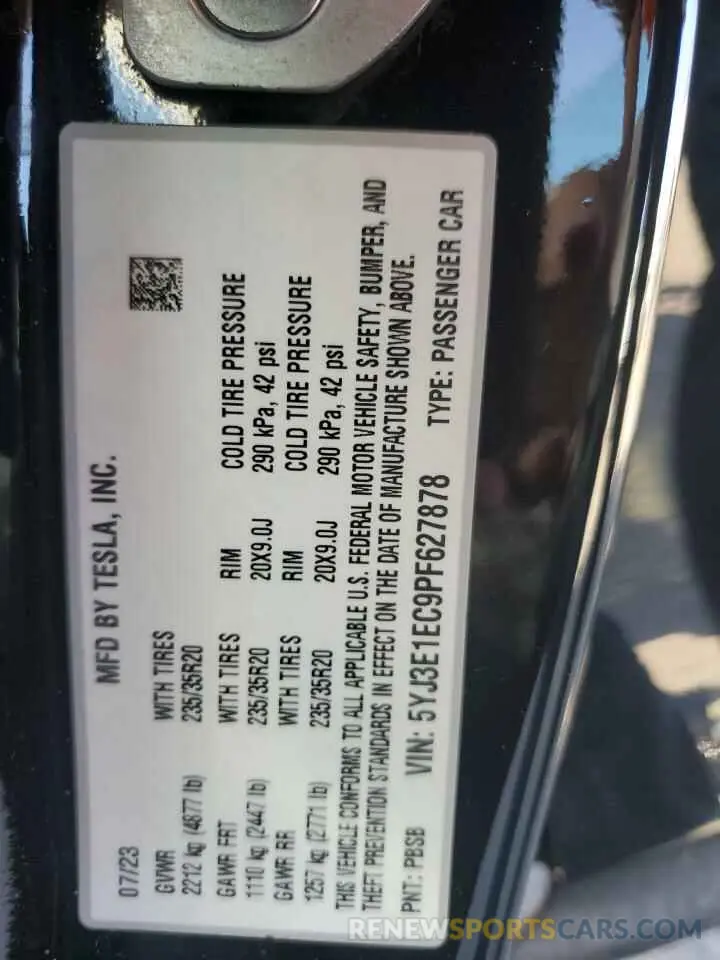 MFD BY TESLA, INC.
07/23
GVWR WITH TIRES
2212 kg (4877 lb) 235/35R20
GAWR FRT WITH TIRES RIM COLD TIRE PRESSURE
1110 kg (2447 lb) 235/35R20 20X9.0J 290 kPa, 42 psi
GAWR RR WITH TIRES RIM COLD TIRE PRESSURE
1257 kg (2771 lb) 235/35R20 20X9.0J 290 kPa, 42 psi
THIS VEHICLE CONFORMS TO ALL APPLICABLE U.S. FEDERAL MOTOR VEHICLE SAFETY, BUMPER, AND
THEFT PREVENTION STANDARDS IN EFFECT ON THE DATE OF MANUFACTURE SHOWN ABOVE.
PNT: PBSB VIN: 5YJ3E1EC9PF627878 TYPE: PASSENGER CAR
RENEWSPORTSCARS.COM